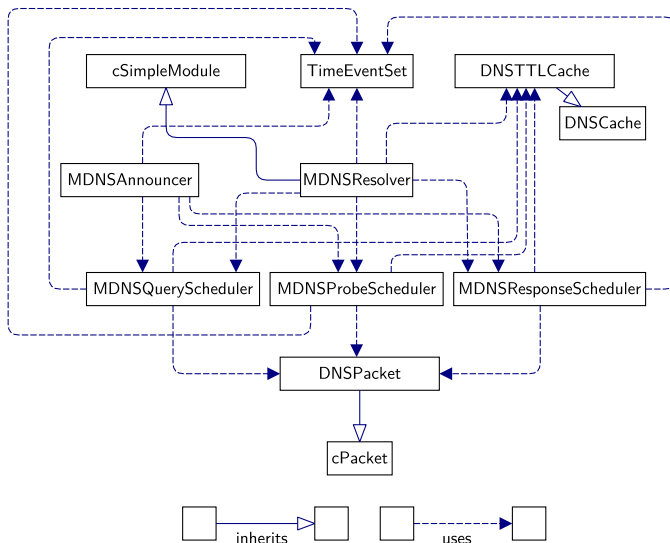 cSimpleModule
TimeEventSet
DNSTTLCache
DNSCache
MDNSAnnouncer
MDNSResolver
MDNSQueryScheduler
MDNSProbeScheduler
MDNSResponseScheduler
DNSPacket
cPacket
inherits
uses